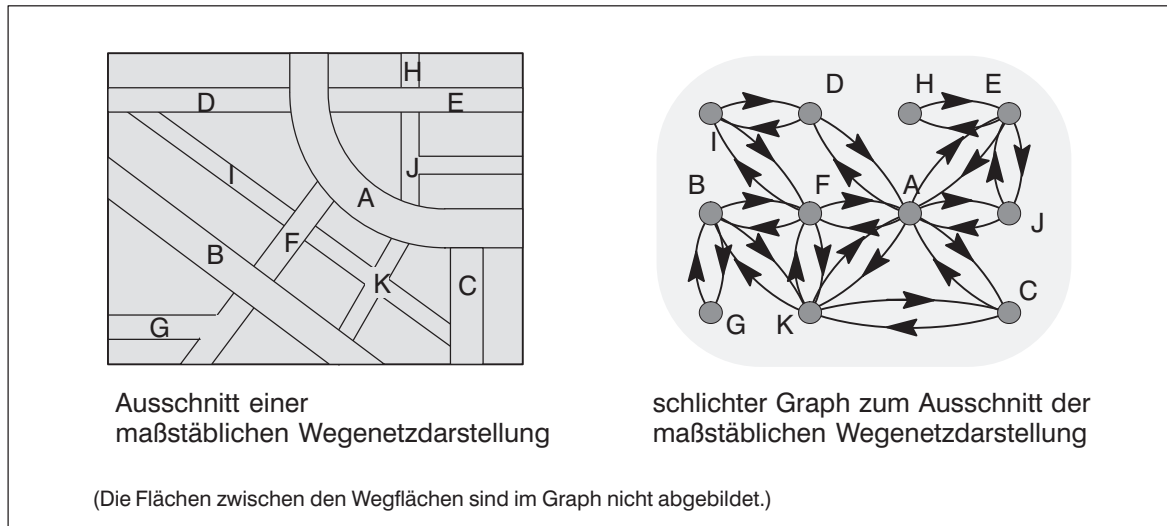 H
D
E
I
J
A
B
F
K
C
G
Ausschnitt einer
maßstäblichen Wegenetzdarstellung
D
H
E
I
B
F
A
J
C
G
K
schlichter Graph zum Ausschnitt der
maßstäblichen Wegenetzdarstellung
(Die Flächen zwischen den Wegflächen sind im Graph nicht abgebildet.)